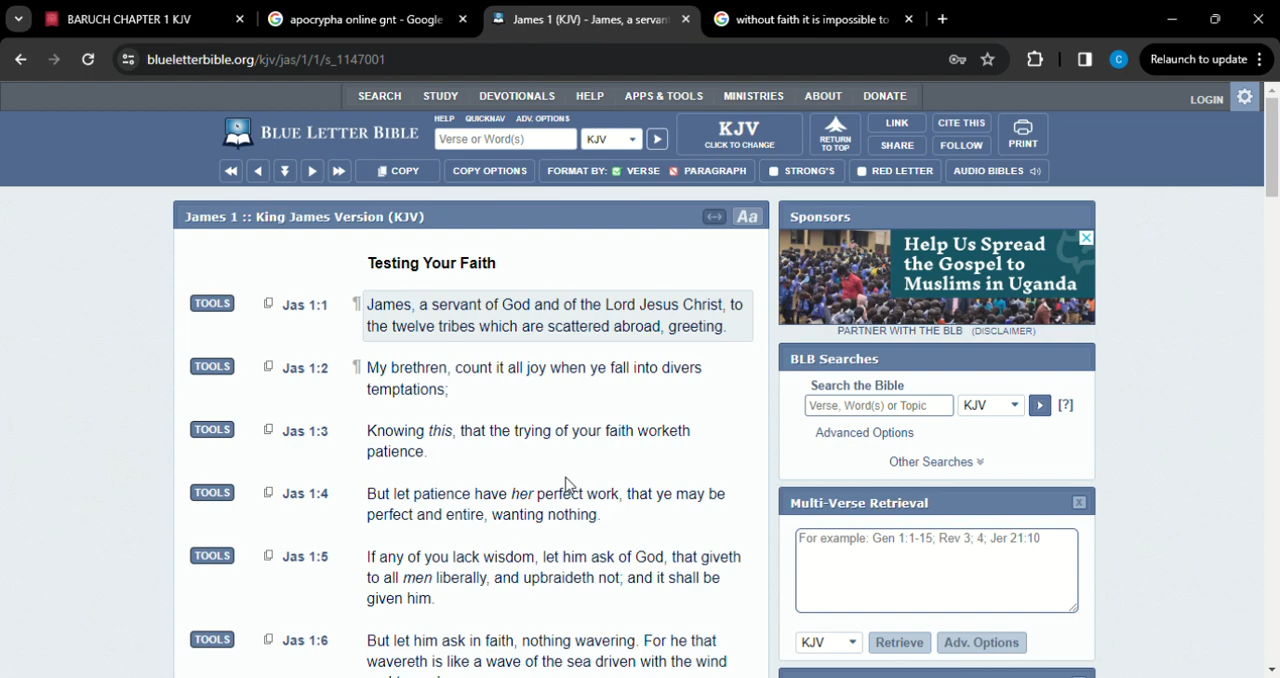 BARUCH CHAPTER 1 KJV
apocrypha online gnt - Google
James 1 (KJV) - James, a servan
without faith it is impossible to
blueletterbible.org/kjv/jas/1/1/s_1147001
C
Relaunch to update
SEARCH STUDY DEVOTIONALS HELP APPS & TOOLS MINISTRIES ABOUT DONATE
LOGIN
BLUE LETTER BIBLE
HELP QUICKNAV ADV. OPTIONS
Verse or Word(s) KJV
KJV
CLICK TO CHANGE
RETURN
TO TOP
LINK CITE THIS
SHARE FOLLOW
PRINT
COPY COPY OPTIONS FORMAT BY: VERSE PARAGRAPH STRONG'S RED LETTER AUDIO BIBLES
James 1 :: King James Version (KJV)
Aa
Testing Your Faith
TOOLS Jas 1:1 ¶ James, a servant of God and of the Lord Jesus Christ, to
the twelve tribes which are scattered abroad, greeting.
TOOLS Jas 1:2 ¶ My brethren, count it all joy when ye fall into divers
temptations;
TOOLS Jas 1:3 Knowing this, that the trying of your faith worketh
patience.
TOOLS Jas 1:4 But let patience have her perfect work, that ye may be
perfect and entire, wanting nothing.
TOOLS Jas 1:5 If any of you lack wisdom, let him ask of God, that giveth
to all men liberally, and upbraideth not; and it shall be
given him.
TOOLS Jas 1:6 But let him ask in faith, nothing wavering. For he that
wavereth is like a wave of the sea driven with the wind
Sponsors
Help Us Spread
the Gospel to
Muslims in Uganda
PARTNER WITH THE BLB (DISCLAIMER)
BLB Searches
Search the Bible
Verse, Word(s) or Topic KJV [?]
Advanced Options
Other Searches
Multi-Verse Retrieval
For example: Gen 1:1-15; Rev 3; 4; Jer 21:10
KJV Retrieve Adv. Options